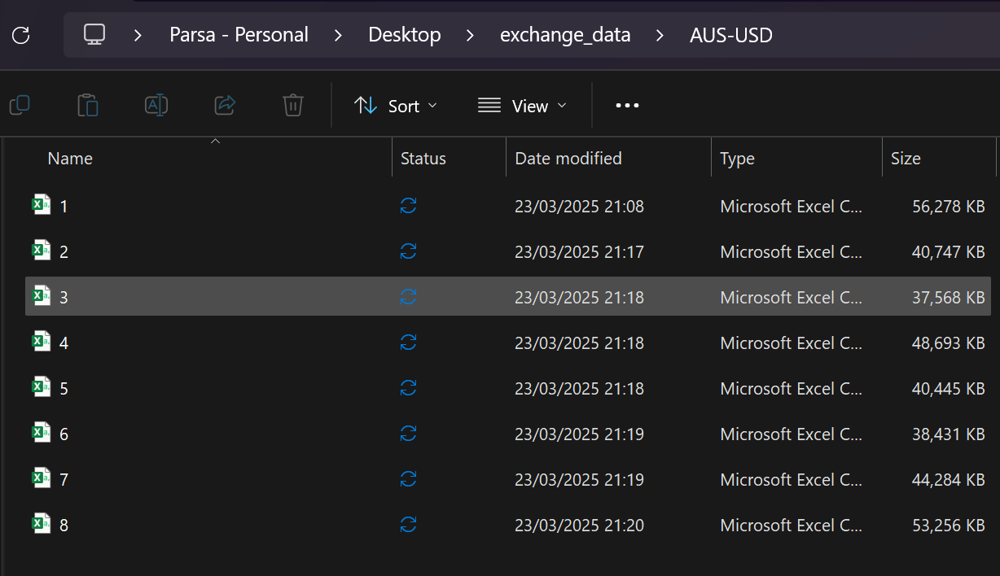 Parsa - Personal > Desktop > exchange_data > AUS-USD
Sort View
Name Status Date modified Type Size
1 23/03/2025 21:08 Microsoft Excel C... 56,278 KB
2 23/03/2025 21:17 Microsoft Excel C... 40,747 KB
3 23/03/2025 21:18 Microsoft Excel C... 37,568 KB
4 23/03/2025 21:18 Microsoft Excel C... 48,693 KB
5 23/03/2025 21:18 Microsoft Excel C... 40,445 KB
6 23/03/2025 21:19 Microsoft Excel C... 38,431 KB
7 23/03/2025 21:19 Microsoft Excel C... 44,284 KB
8 23/03/2025 21:20 Microsoft Excel C... 53,256 KB